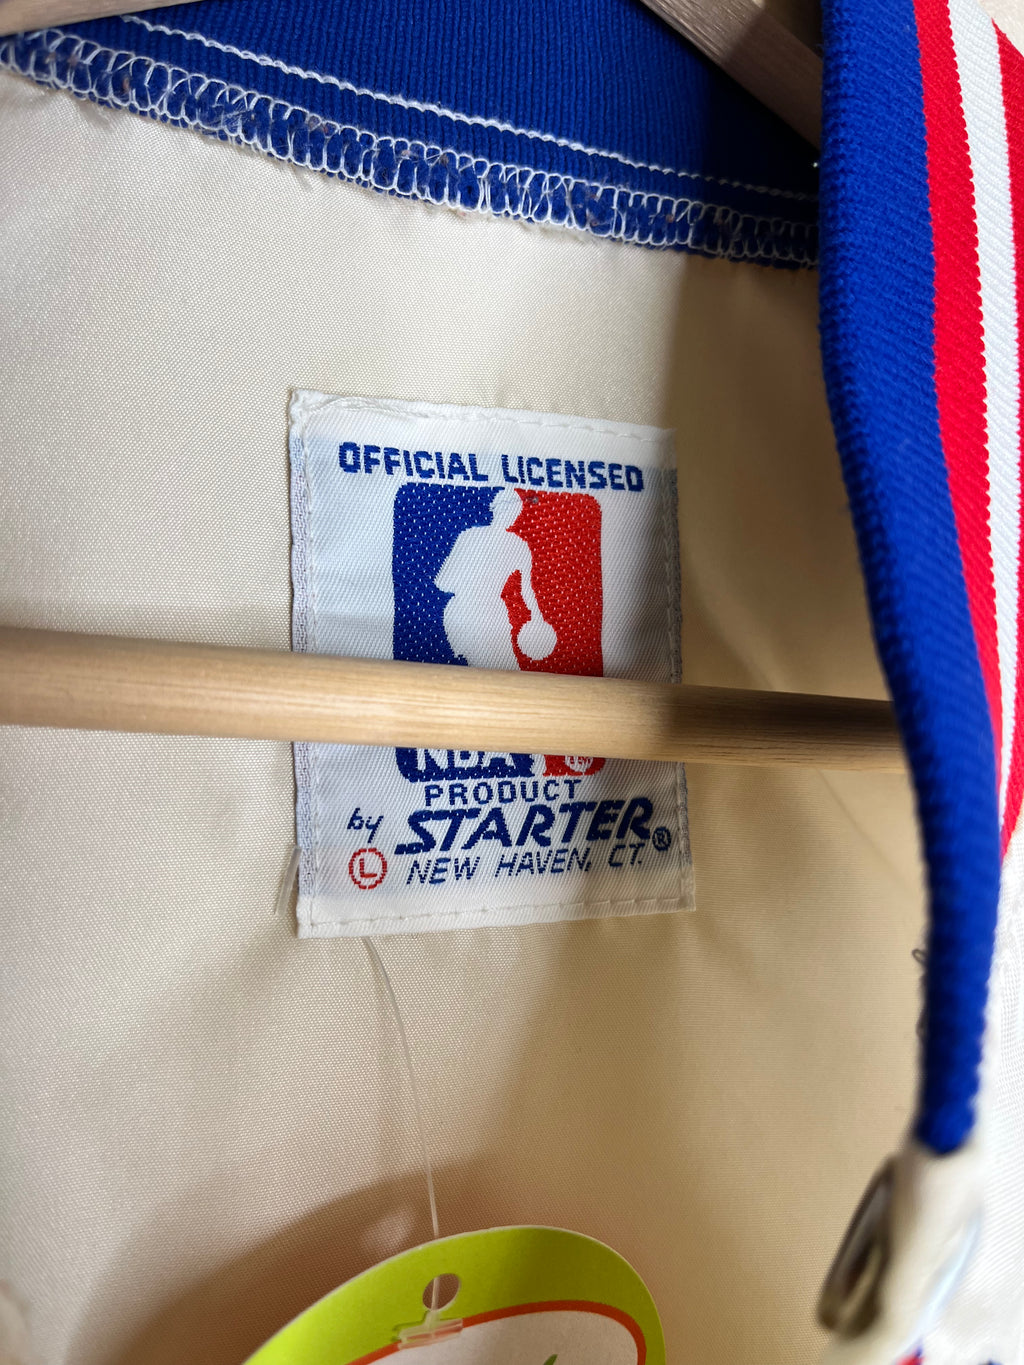 OFFICIAL LICENSED
NBA
PRODUCT
by STARTER®
Ⓛ NEW HAVEN, CT.